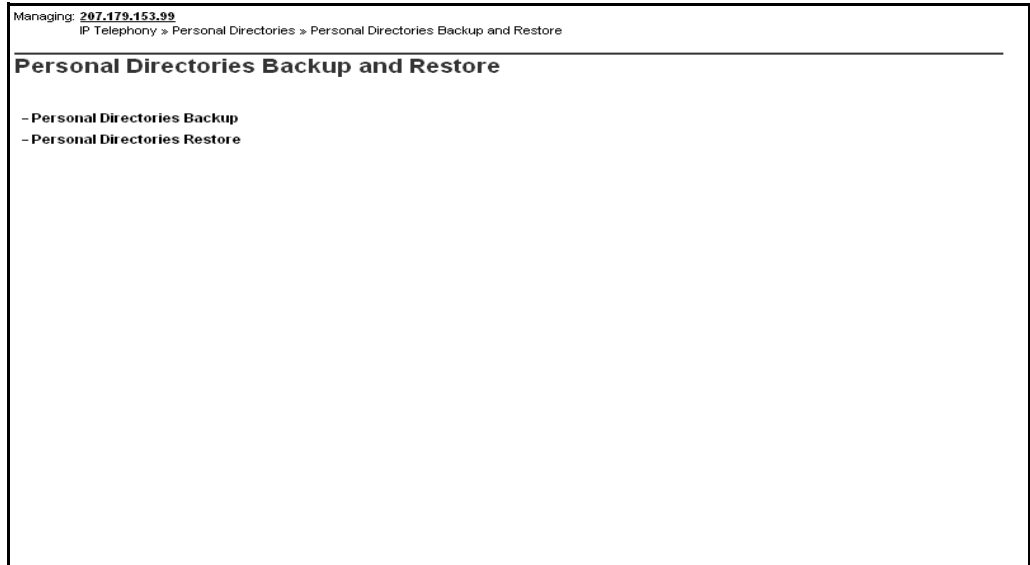 Managing: 207.179.153.99
IP Telephony » Personal Directories » Personal Directories Backup and Restore
Personal Directories Backup and Restore
– Personal Directories Backup
– Personal Directories Restore